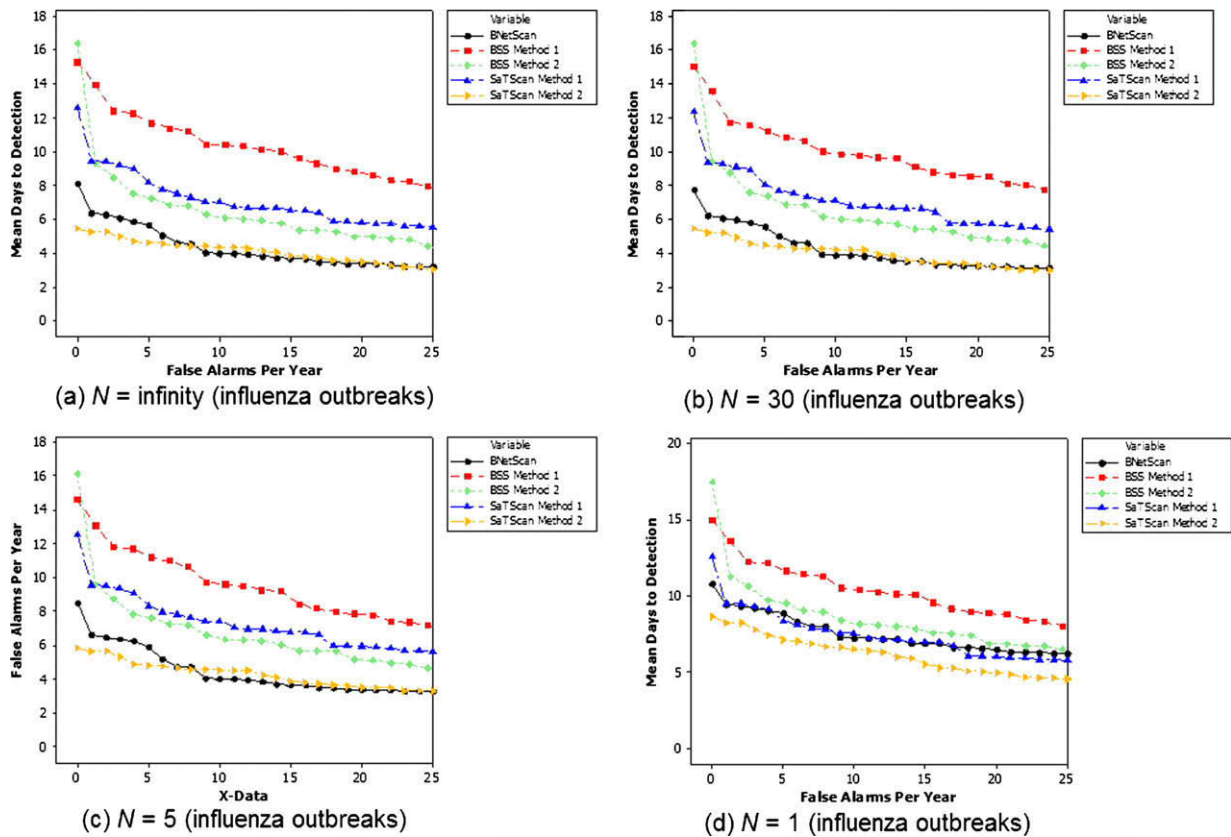 18
16
14
12
10
8
6
4
2
0
Mean Days to Detection
0 5 10 15 20 25
False Alarms Per Year
Variable
BNetScan
BSS Method 1
BSS Method 2
SaTScan Method 1
SaTScan Method 2
(a) N = infinity (influenza outbreaks)
18
16
14
12
10
8
6
4
2
0
Mean Days to Detection
0 5 10 15 20 25
False Alarms Per Year
Variable
BNetScan
BSS Method 1
BSS Method 2
SaTScan Method 1
SaTScan Method 2
(b) N = 30 (influenza outbreaks)
18
16
14
12
10
8
6
4
2
0
False Alarms Per Year
0 5 10 15 20 25
X-Data
Variable
BNetScan
BSS Method 1
BSS Method 2
SaTScan Method 1
SaTScan Method 2
(c) N = 5 (influenza outbreaks)
20
15
10
5
0
Mean Days to Detection
0 5 10 15 20 25
False Alarms Per Year
Variable
BNetScan
BSS Method 1
BSS Method 2
SaTScan Method 1
SaTScan Method 2
(d) N = 1 (influenza outbreaks)